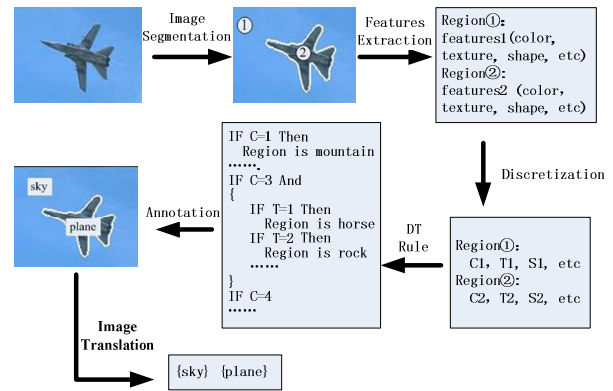 Image
Segmentation
①
②
Features
Extraction
Region①:
features1(color,
texture, shape, etc)
Region②:
features2 (color,
texture, shape, etc)
Discretization
Region①:
C1, T1, S1, etc
Region②:
C2, T2, S2, etc
DT
Rule
IF C=1 Then
Region is mountain
…….
IF C=3 And
{
IF T=1 Then
Region is horse
IF T=2 Then
Region is rock
……
}
IF C=4
……
Annotation
sky
plane
Image
Translation
{sky} {plane}